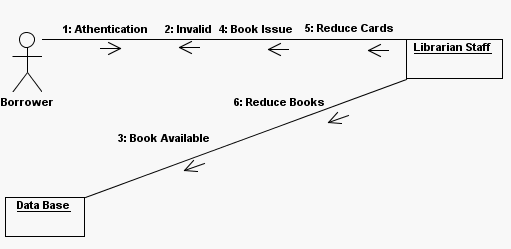 1: Athentication
2: Invalid
4: Book Issue
5: Reduce Cards
Librarian Staff
Borrower
6: Reduce Books
3: Book Available
Data Base